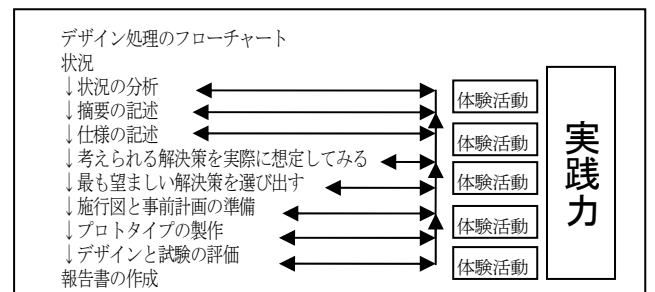 デザイン処理のフローチャート
状況
↓状況の分析
↓摘要の記述
↓仕様の記述
↓考えられる解決策を実際に想定してみる
↓最も望ましい解決策を選び出す
↓施行図と事前計画の準備
↓プロトタイプの製作
↓デザインと試験の評価
報告書の作成
体験活動
体験活動
体験活動
体験活動
体験活動
実践力